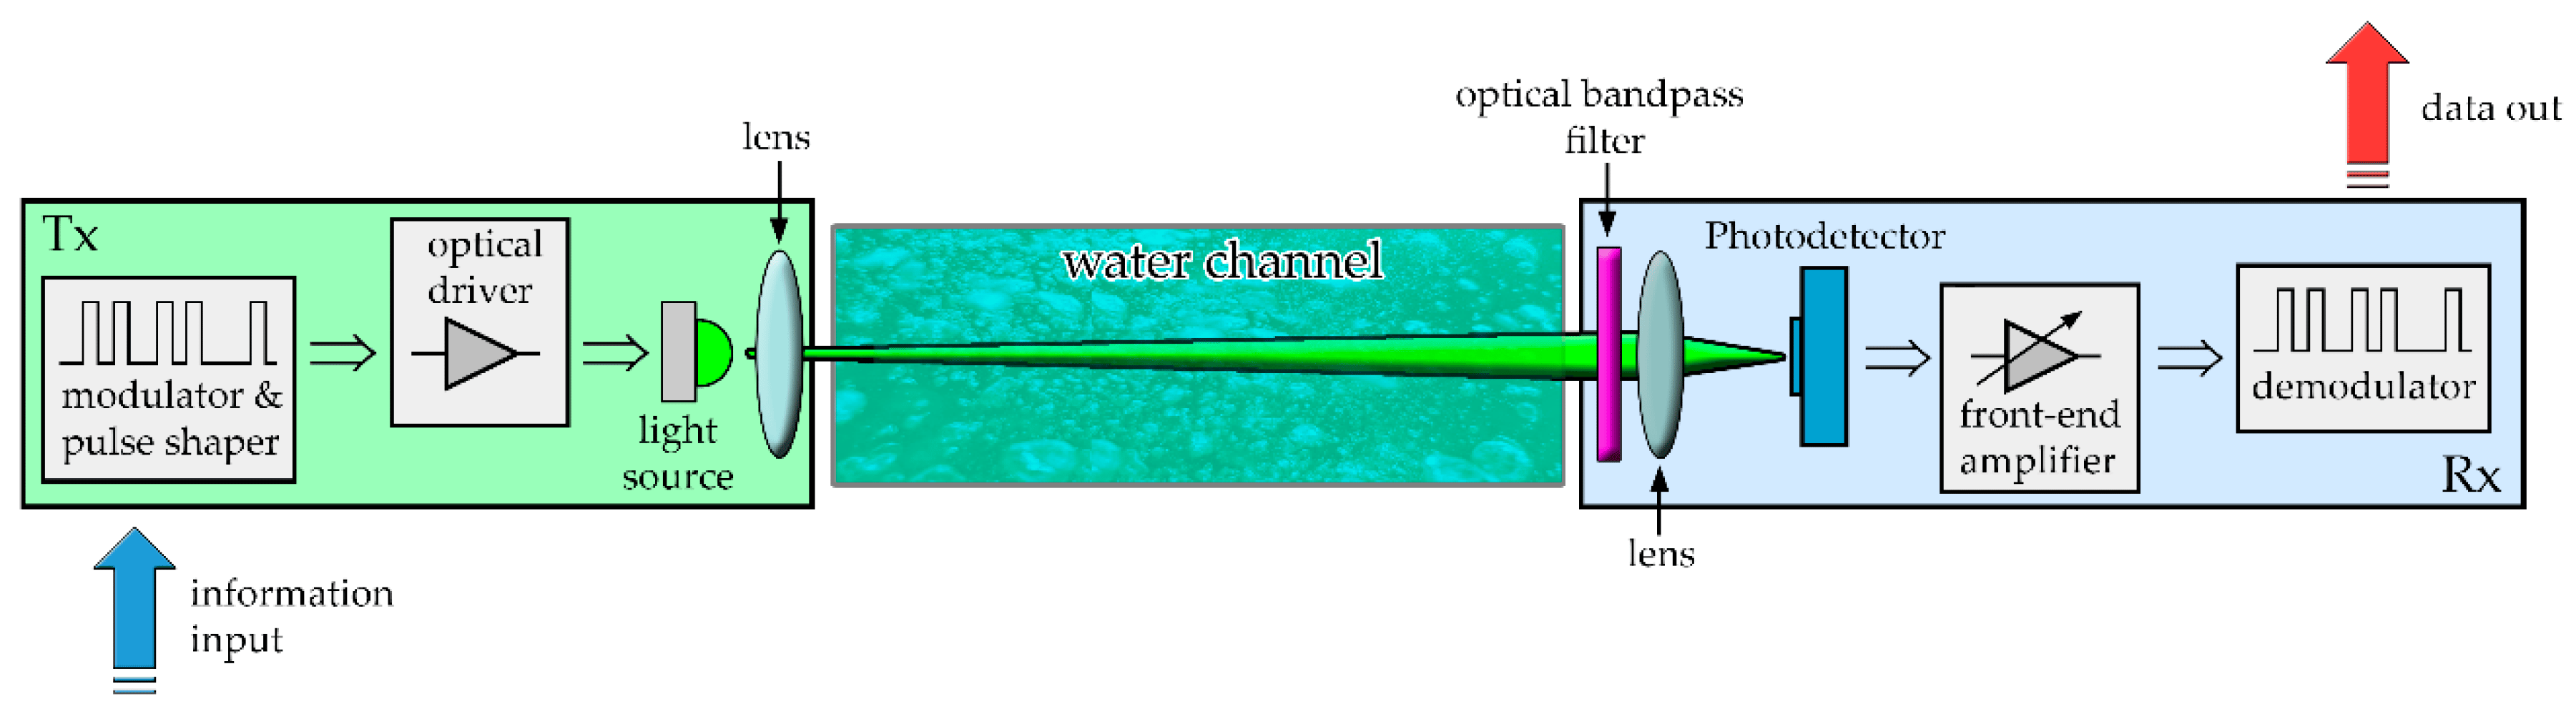 Tx
modulator &
pulse shaper
optical
driver
light
source
lens
water channel
optical bandpass
filter
lens
Photodetector
front-end
amplifier
demodulator
Rx
data out
information
input